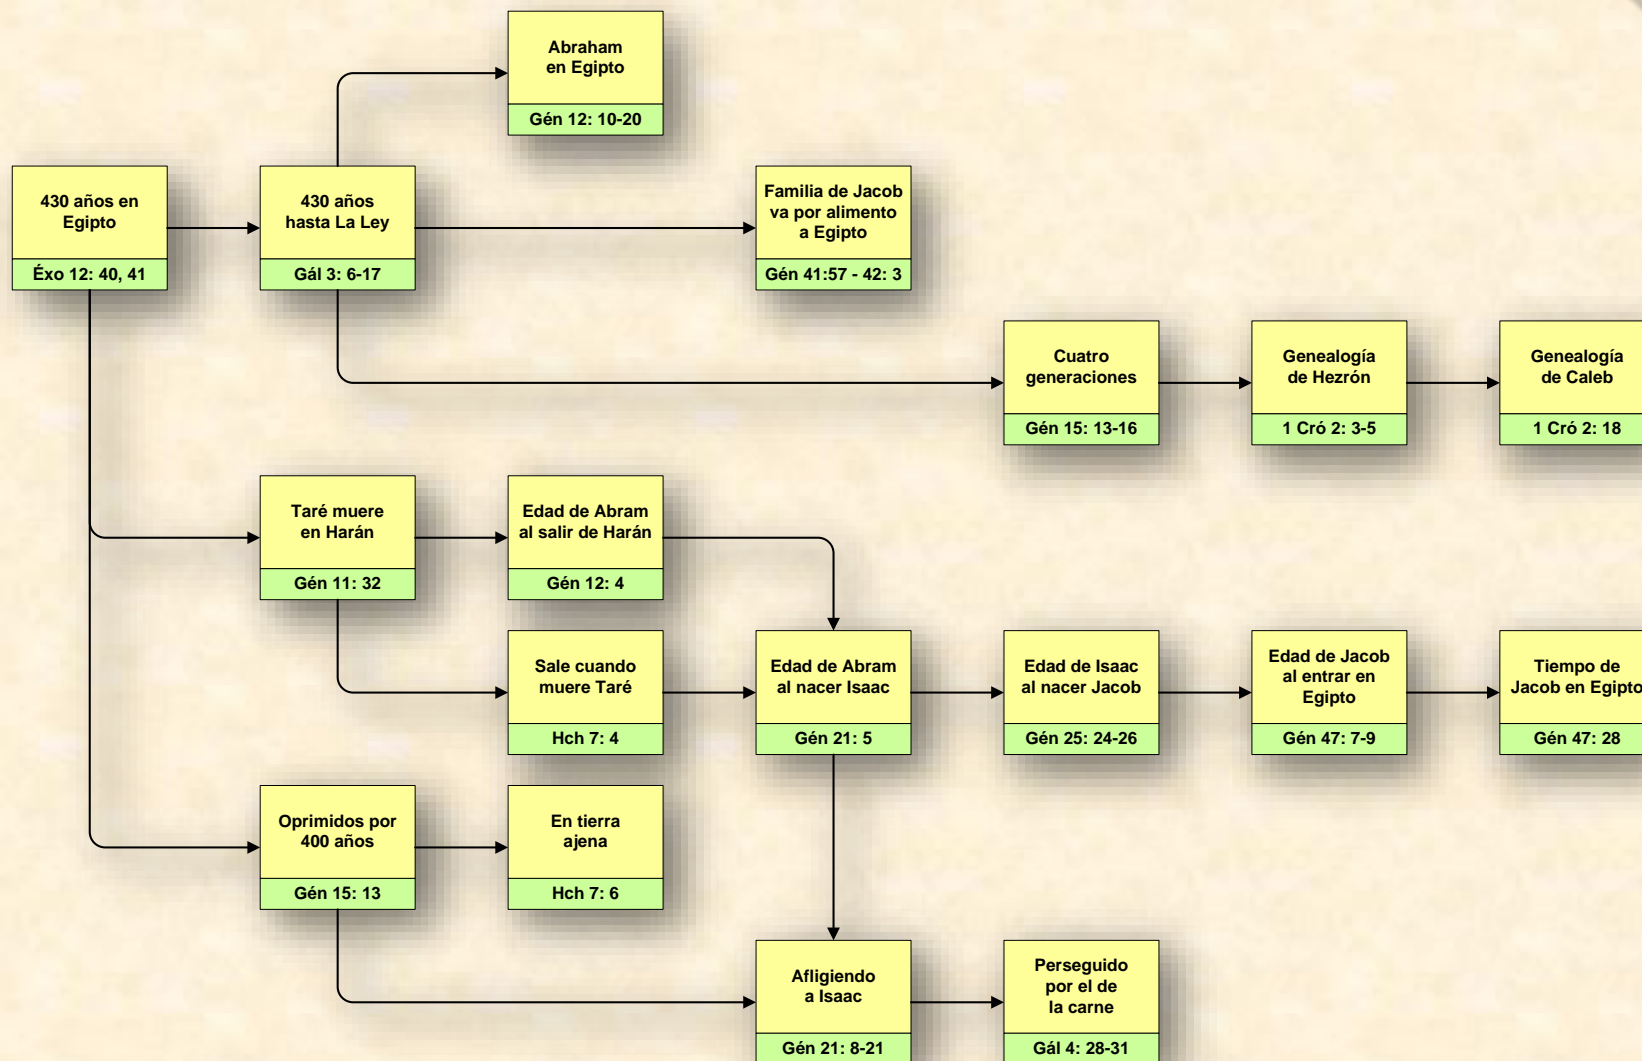 Abraham
en Egipto
Gén 12: 10-20
430 años en
Egipto
Éxo 12: 40, 41
430 años
hasta La Ley
Gál 3: 6-17
Familia de Jacob
va por alimento
a Egipto
Gén 41:57 - 42: 3
Cuatro
generaciones
Gén 15: 13-16
Genealogía
de Hezrón
1 Cró 2: 3-5
Genealogía
de Caleb
1 Cró 2: 18
Taré muere
en Harán
Gén 11: 32
Edad de Abram
al salir de Harán
Gén 12: 4
Sale cuando
muere Taré
Hch 7: 4
Edad de Abram
al nacer Isaac
Gén 21: 5
Edad de Isaac
al nacer Jacob
Gén 25: 24-26
Edad de Jacob
al entrar en
Egipto
Gén 47: 7-9
Tiempo de
Jacob en Egipto
Gén 47: 28
Oprimidos por
400 años
Gén 15: 13
En tierra
ajena
Hch 7: 6
Afligiendo
a Isaac
Gén 21: 8-21
Perseguido
por el de
la carne
Gál 4: 28-31